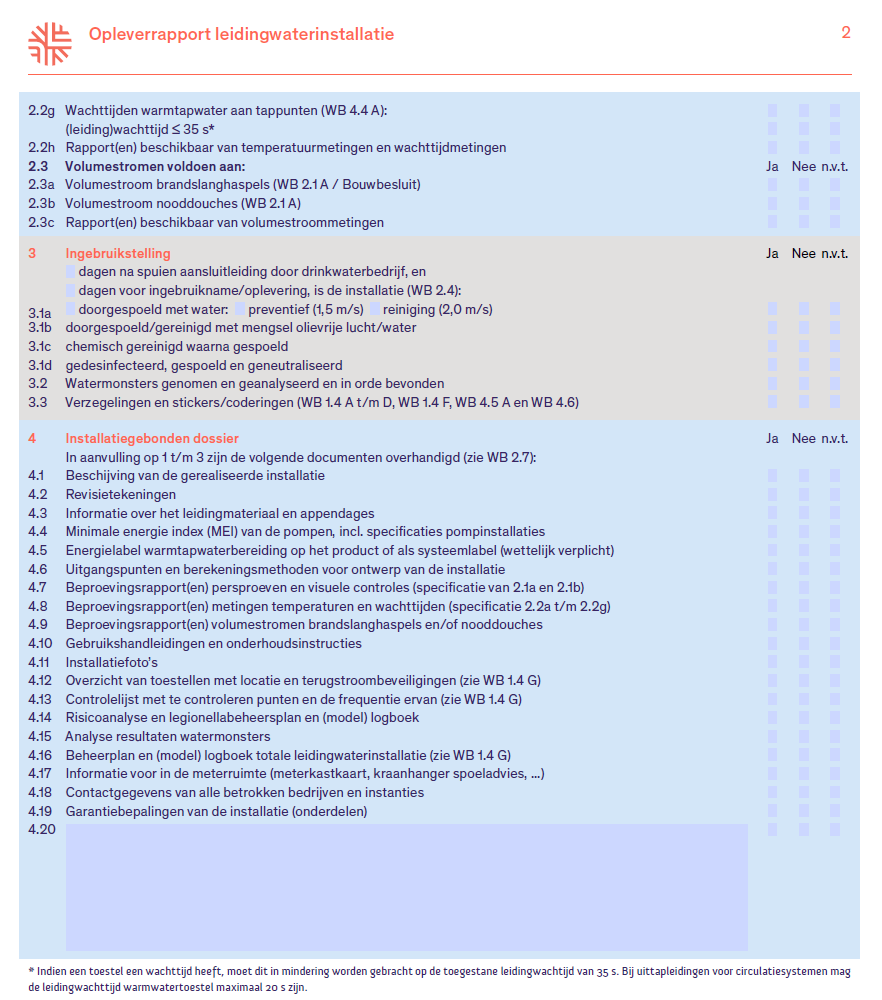 Opleverrapport leidingwaterinstallatie 2
2.2g Wachttijden warmtapwater aan tappunten (WB 4.4 A):
(leiding)wachttijd ≤ 35 s*
2.2h Rapport(en) beschikbaar van temperatuurmetingen en wachttijdmetingen
2.3 Volumestromen voldoen aan: Ja Nee n.v.t.
2.3a Volumestroom brandslanghaspels (WB 2.1 A / Bouwbesluit)
2.3b Volumestroom nooddouches (WB 2.1 A)
2.3c Rapport(en) beschikbaar van volumestroommetingen
3 Ingebruikstelling Ja Nee n.v.t.
dagen na spuien aansluitleiding door drinkwaterbedrijf, en
dagen voor ingebruikname/oplevering, is de installatie (WB 2.4):
3.1a doorgespoeld met water: preventief (1,5 m/s) reiniging (2,0 m/s)
3.1b doorgespoeld/gereinigd met mengsel olievrije lucht/water
3.1c chemisch gereinigd waarna gespoeld
3.1d gedesinfecteerd, gespoeld en geneutraliseerd
3.2 Watermonsters genomen en geanalyseerd en in orde bevonden
3.3 Verzegelingen en stickers/coderingen (WB 1.4 A t/m D, WB 1.4 F, WB 4.5 A en WB 4.6)
4 Installatiegebonden dossier Ja Nee n.v.t.
In aanvulling op 1 t/m 3 zijn de volgende documenten overhandigd (zie WB 2.7):
4.1 Beschijving van de gerealiseerde installatie
4.2 Revisietekeningen
4.3 Informatie over het leidingmateriaal en appendages
4.4 Minimale energie index (MEI) van de pompen, incl. specificaties pompinstallaties
4.5 Energielabel warmtapwaterbereiding op het product of als systeemlabel (wettelijk verplicht)
4.6 Uitgangspunten en berekeningsmethoden voor ontwerp van de installatie
4.7 Beproevingsrapport(en) persproeven en visuele controles (specificatie van 2.1a en 2.1b)
4.8 Beproevingsrapport(en) metingen temperaturen en wachttijden (specificatie 2.2a t/m 2.2g)
4.9 Beproevingsrapport(en) volumestromen brandslanghaspels en/of nooddouches
4.10 Gebrukshandleidingen en onderhoudsinstructies
4.11 Installatiefoto's
4.12 Overzicht van toestellen met locatie en terugstroombeveiligingen (zie WB 1.4 G)
4.13 Controlelijst met te controleren punten en de frequentie ervan (zie WB 1.4 G)
4.14 Risicoanalyse en legionellabeheersplan en (model) logboek
4.15 Analyse resultaten watermonsters
4.16 Beheerplan en (model) logboek totale leidingwaterinstallatie (zie WB 1.4 G)
4.17 Informatie voor in de meterruimte (meterkastkaart, kraanhanger spoeladvies, ...)
4.18 Contactgegevens van alle betrokken bedrijven en instanties
4.19 Garantiebepalingen van de installatie (onderdelen)
4.20
* Indien een toestel een wachttijd heeft, moet dit in mindering worden gebracht op de toegestane leidingwachtijd van 35 s. Bij uittapleidingen voor circulatiesystemen mag
de leidingwachttijd warmwatertoestel maximaal 20 s zijn.